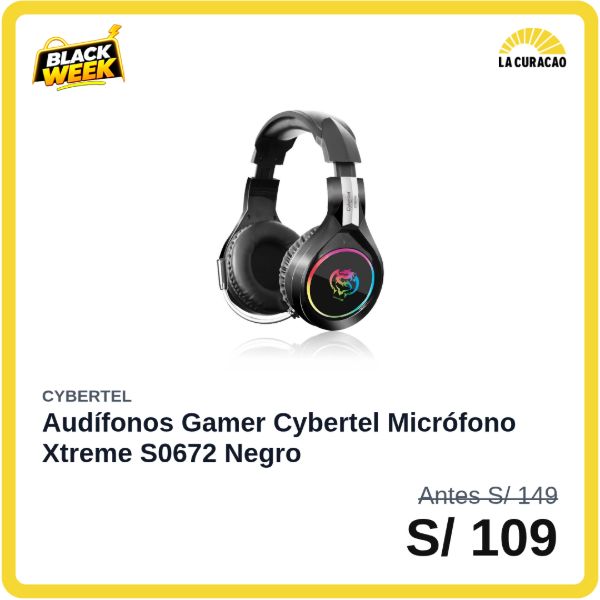 BLACK
WEEK
LA CURACAO
CYBERTEL
Audífonos Gamer Cybertel Micrófono
Xtreme S0672 Negro
Antes S/ 149
S/ 109